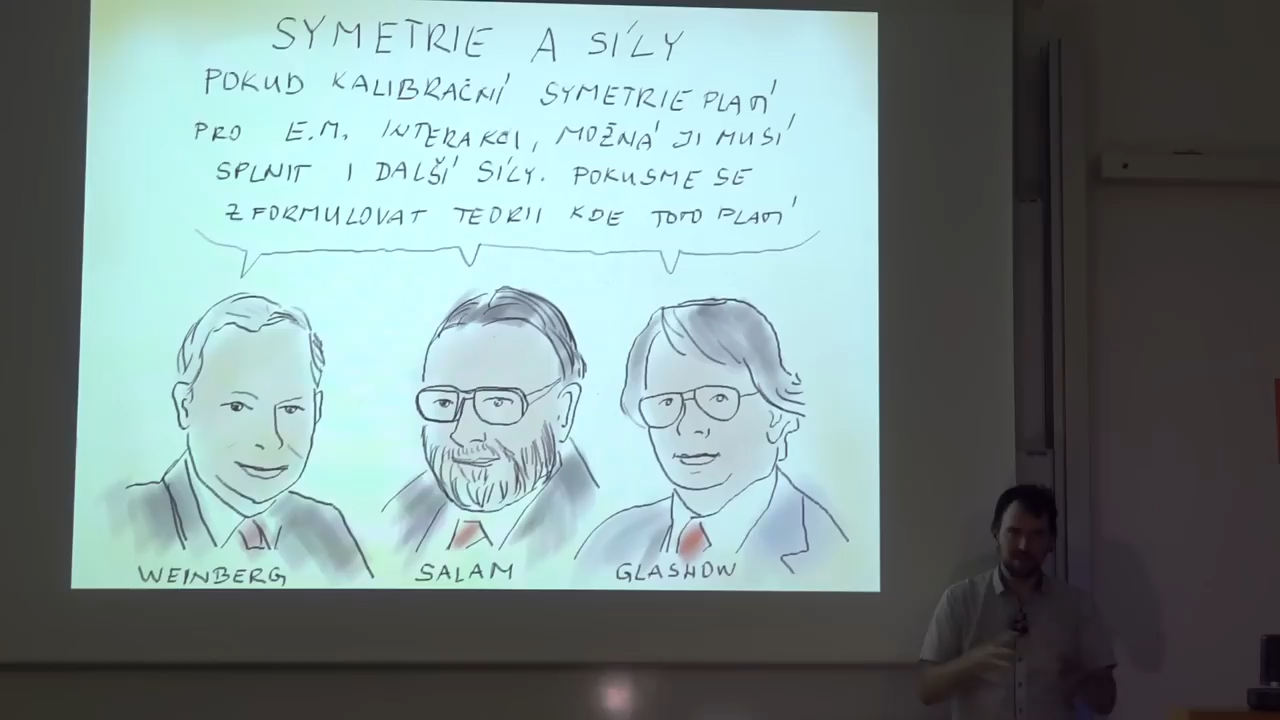 SYMETRIE A SÍLY
POKUD KALIBRAČNÍ SYMETRIE PLATÍ
PRO E.M. INTERAKCI, MOŽNÁ JI MUSÍ
SPLNIT I DALŠÍ SÍLY. POKUSME SE
ZFORMULOVAT TEORII KDE TOTO PLATÍ
WEINBERG SALAM GLASHOW